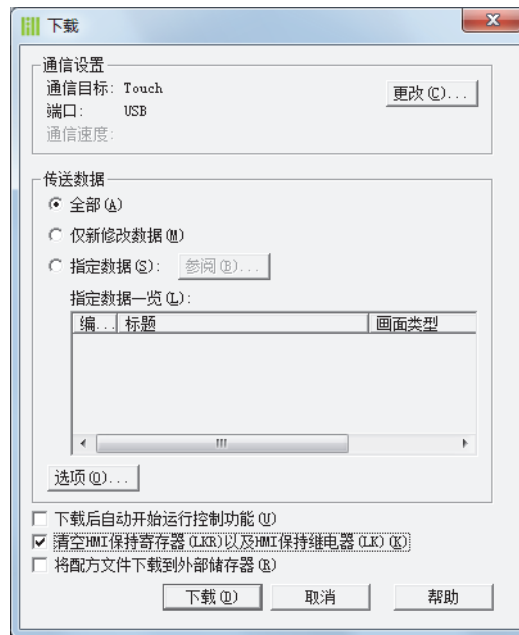 下载
通信设置
通信目标: Touch
更改(C)...
端口: USB
通信速度:
传送数据
全部(A)
仅新修改数据(M)
指定数据(S): 参阅(B)...
指定数据一览(L):
编... 标题 画面类型
选项(O)...
下载后自动开始运行控制功能(U)
清空HMI保持寄存器(LKR)以及HMI保持继电器(LK)(K)
将配方文件下载到外部储存器(R)
下载(D) 取消 帮助